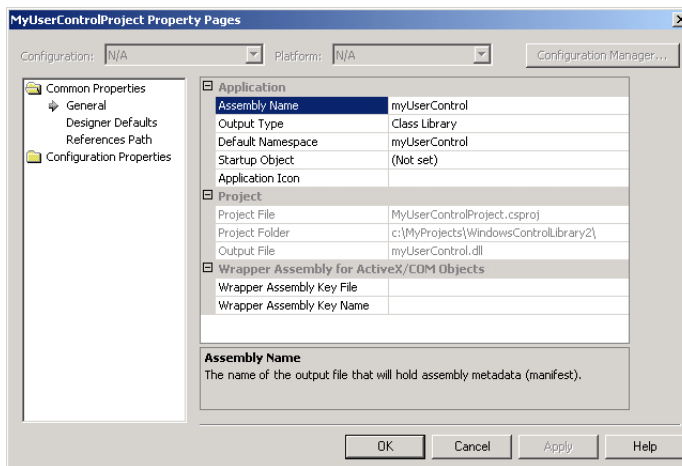 MyUserControlProject Property Pages
Configuration: N/A Platform: N/A Configuration Manager...
Common Properties
General
Designer Defaults
References Path
Configuration Properties
Application
Assembly Name myUserControl
Output Type Class Library
Default Namespace myUserControl
Startup Object (Not set)
Application Icon
Project
Project File MyUserControlProject.csproj
Project Folder c:\MyProjects\WindowsControlLibrary2\
Output File myUserControl.dll
Wrapper Assembly for ActiveX/COM Objects
Wrapper Assembly Key File
Wrapper Assembly Key Name
Assembly Name
The name of the output file that will hold assembly metadata (manifest).
OK Cancel Apply Help